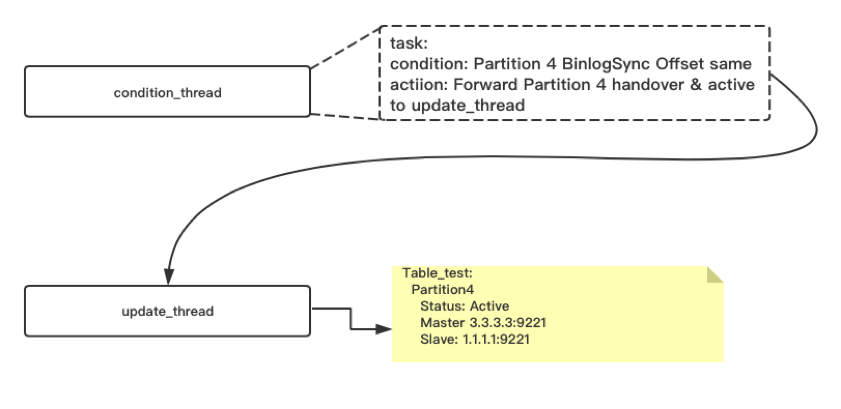 task:
condition: Partition 4 BinlogSync Offset same
actiion: Forward Partition 4 handover & active
to update_thread
condition_thread
Table_test:
Partition4
Status: Active
Master 3.3.3.3:9221
Slave: 1.1.1.1:9221
update_thread